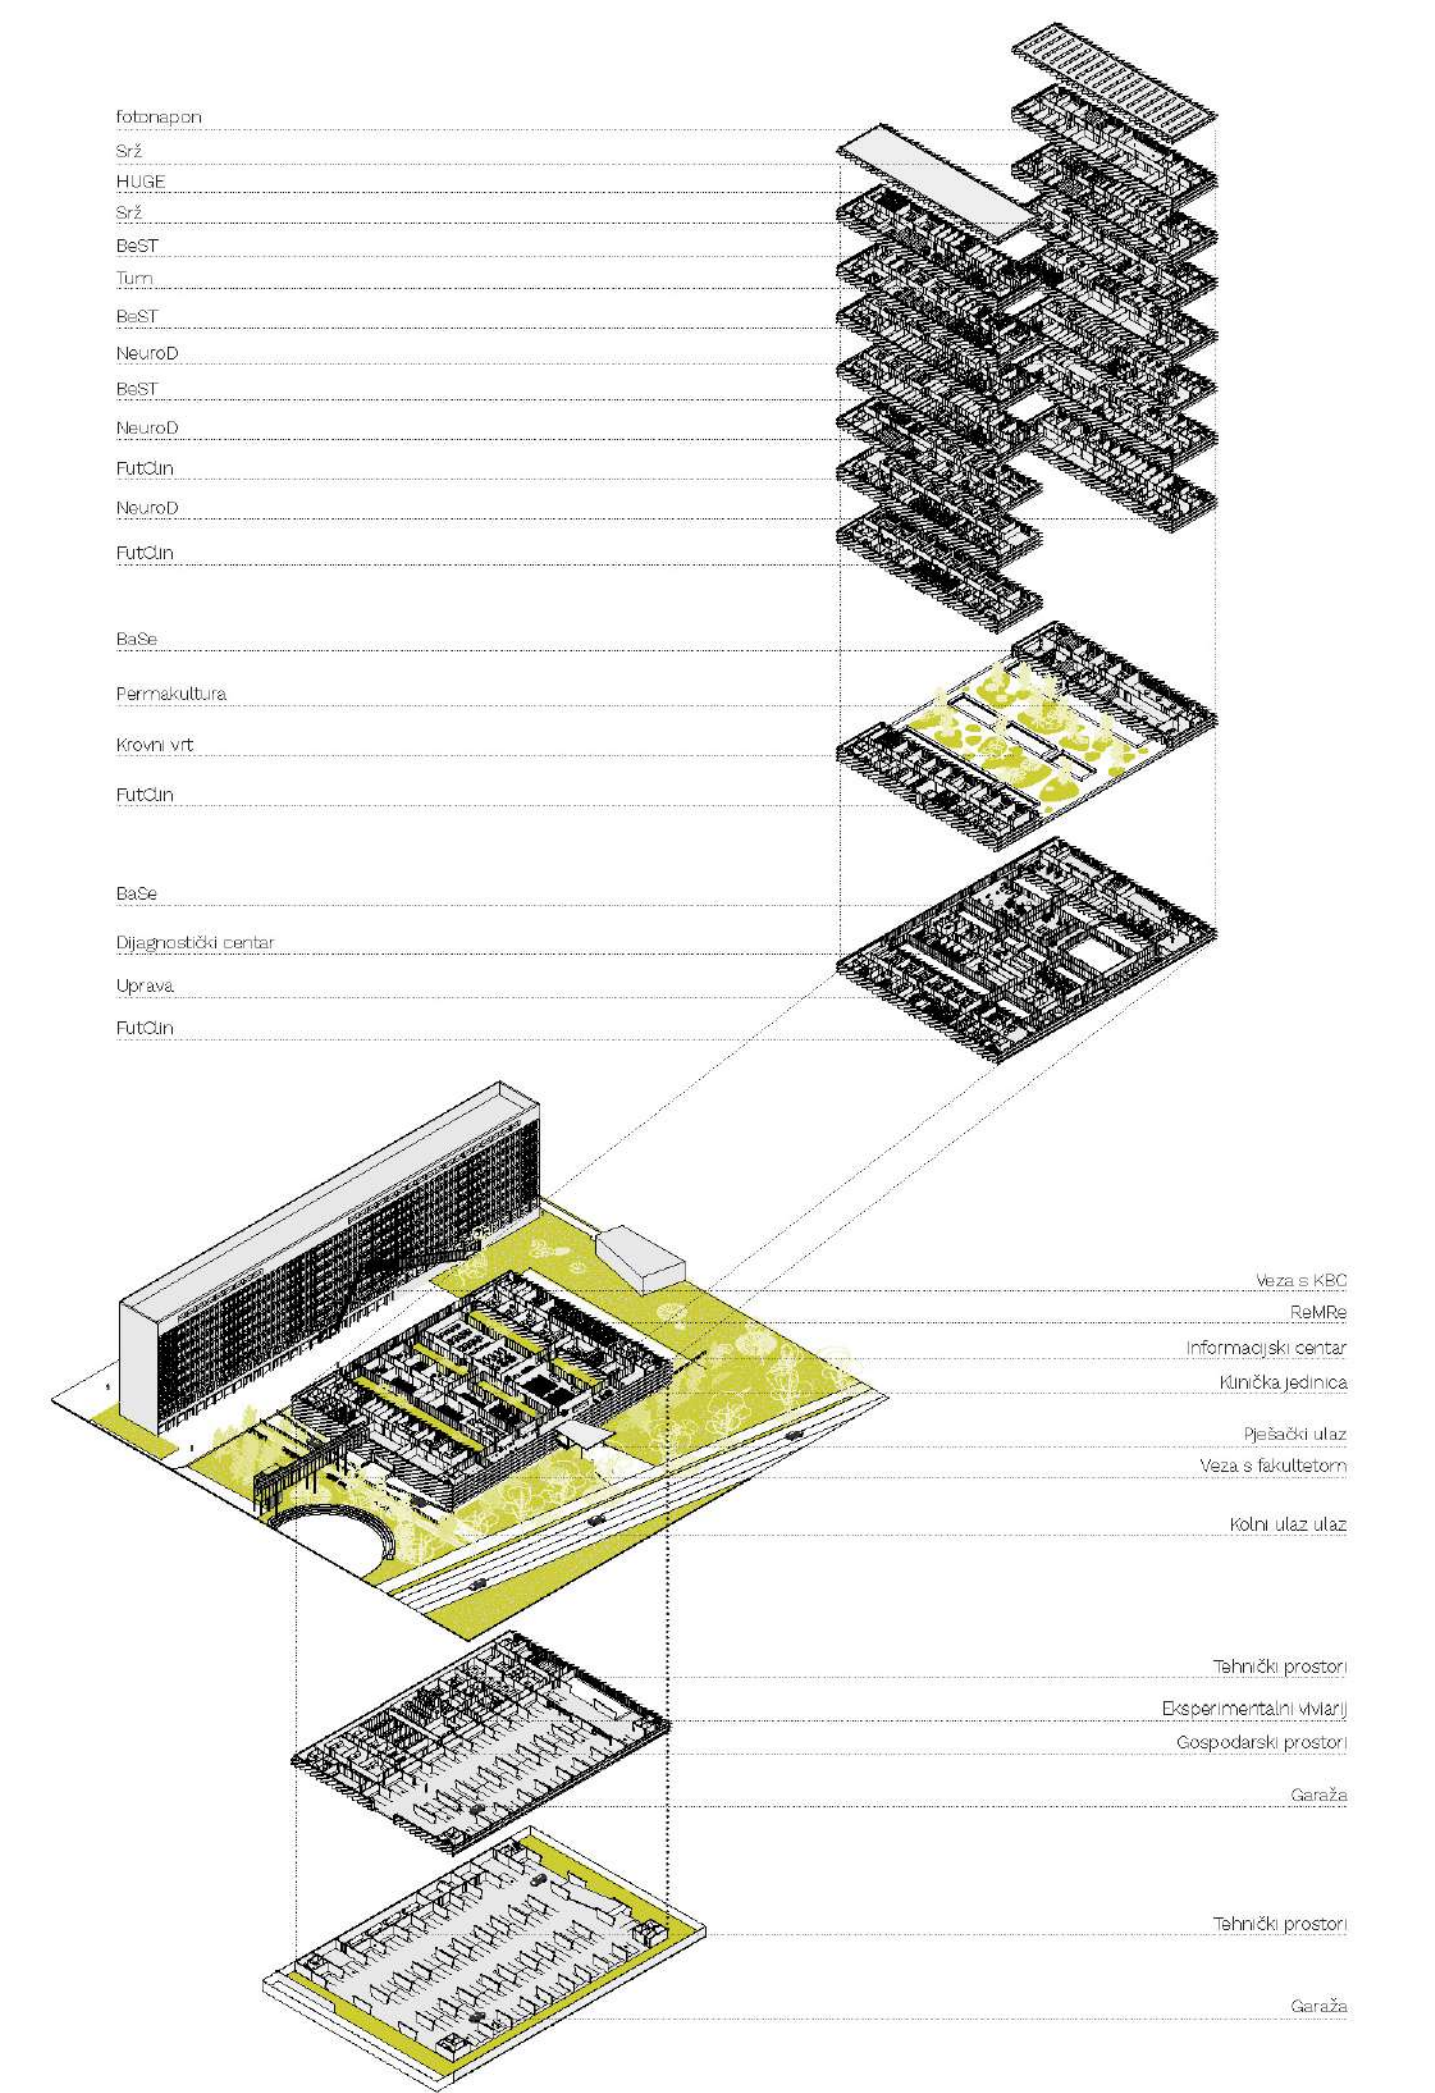 fotonapon
Srž
HUGE
Srž
BeST
Tum
BeST
NeuroD
BeST
NeuroD
FutClin
NeuroD
FutClin
BaSe
Permakultura
Krovni vrt
FutClin
BaSe
Dijagnostički centar
Uprava
FutClin
Veza s KBC
ReMRe
Informacijski centar
Klinička jedinica
Pješački ulaz
Veza s fakultetom
Kolni ulaz ulaz
Tehnički prostori
Eksperimentalni viviarij
Gospodarski prostori
Garaža
Tehnički prostori
Garaža